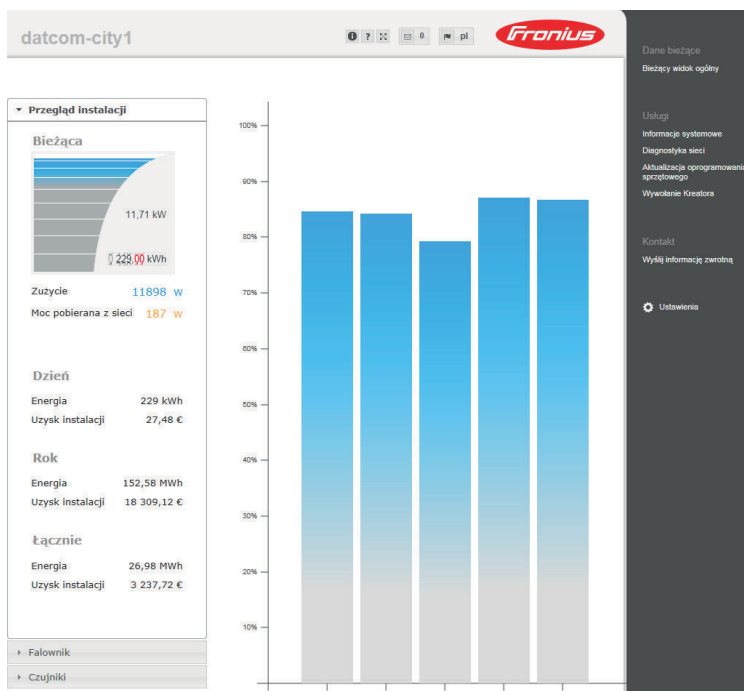 datcom-city1
? 0 pl
Fronius
Dane bieżące
Bieżący widok ogólny
Usługi
Informacje systemowe
Diagnostyka sieci
Aktualizacja oprogramowania
sprzętowego
Wywołanie Kreatora
Kontakt
Wyślij informację zwrotną
Ustawienia
Przegląd instalacji
Bieżąca
11,71 kW
229.00 kWh
Zużycie 11898 W
Moc pobierana z sieci 187 W
Dzień
Energia 229 kWh
Uzysk instalacji 27,48 €
Rok
Energia 152,58 MWh
Uzysk instalacji 18 309,12 €
Łącznie
Energia 26,98 MWh
Uzysk instalacji 3 237,72 €
Falownik
Czujniki
100%
90%
80%
70%
60%
50%
40%
30%
20%
10%